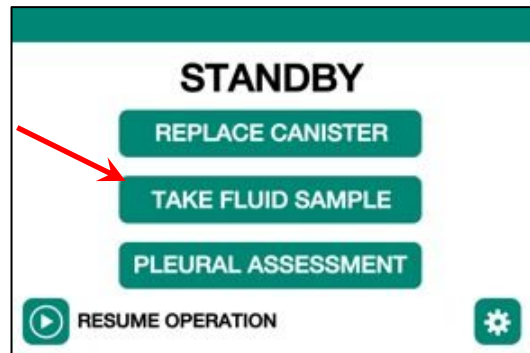 STANDBY
REPLACE CANISTER
TAKE FLUID SAMPLE
PLEURAL ASSESSMENT
RESUME OPERATION